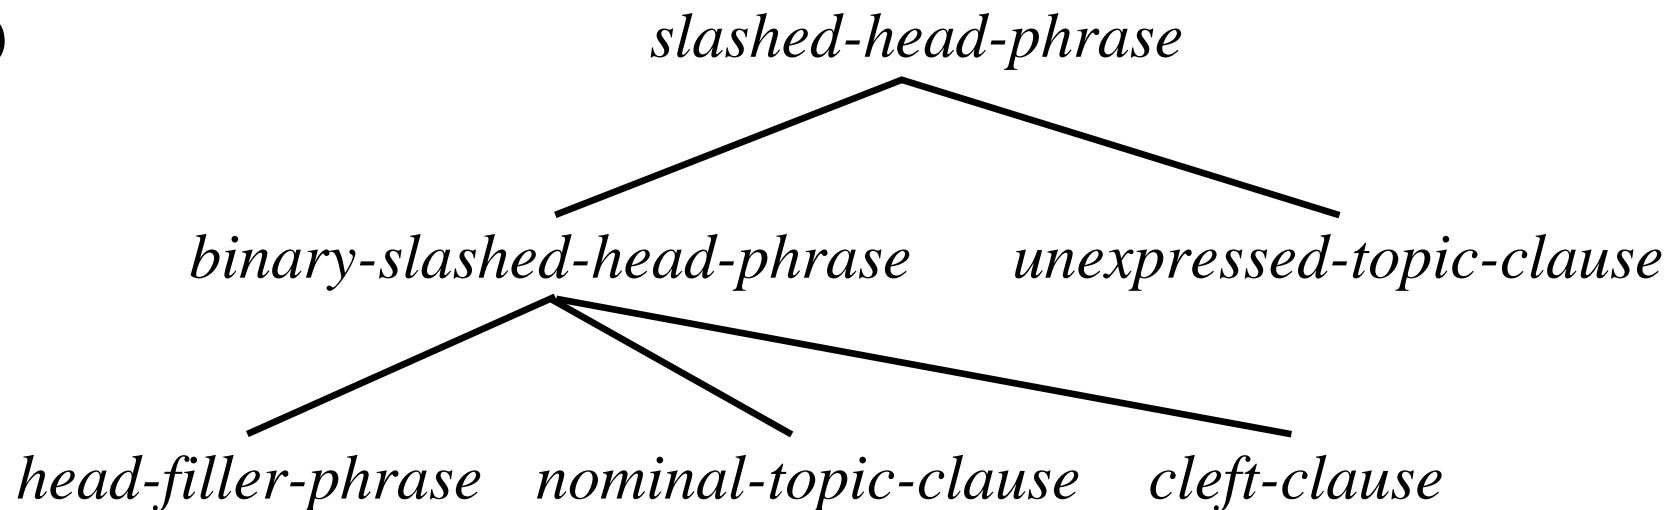 ) slashed-head-phrase
binary-slashed-head-phrase unexpressed-topic-clause
head-filler-phrase nominal-topic-clause cleft-clause